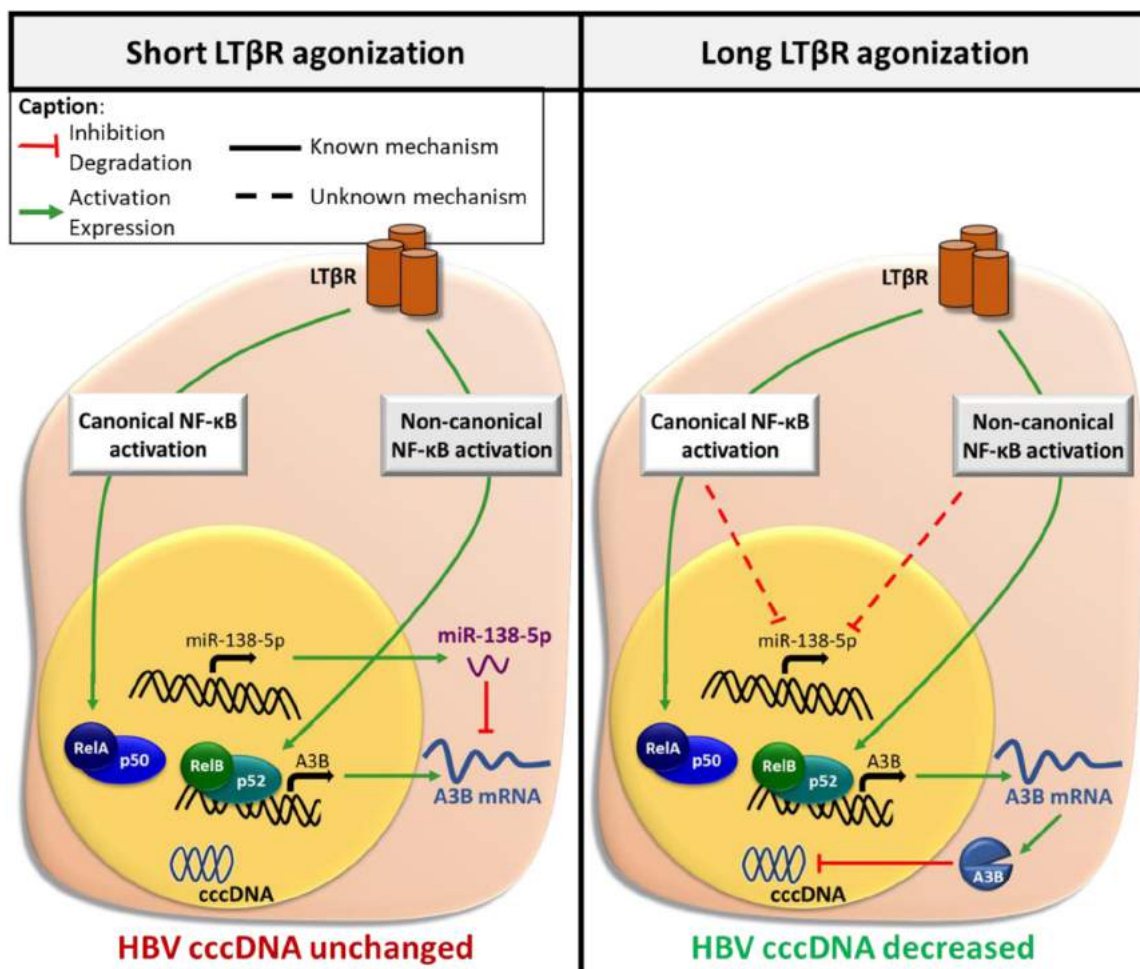 Short LTβR agonization
Caption:
Inhibition
Degradation
Known mechanism
Activation
Expression
Unknown mechanism
LTβR
Canonical NF-κB
activation
Non-canonical
NF-κB activation
miR-138-5p
miR-138-5p
RelA
p50
RelB
p52
A3B
A3B mRNA
cccDNA
HBV cccDNA unchanged
Long LTβR agonization
LTβR
Canonical NF-κB
activation
Non-canonical
NF-κB activation
miR-138-5p
RelA
p50
RelB
p52
A3B
A3B mRNA
A3B
cccDNA
HBV cccDNA decreased